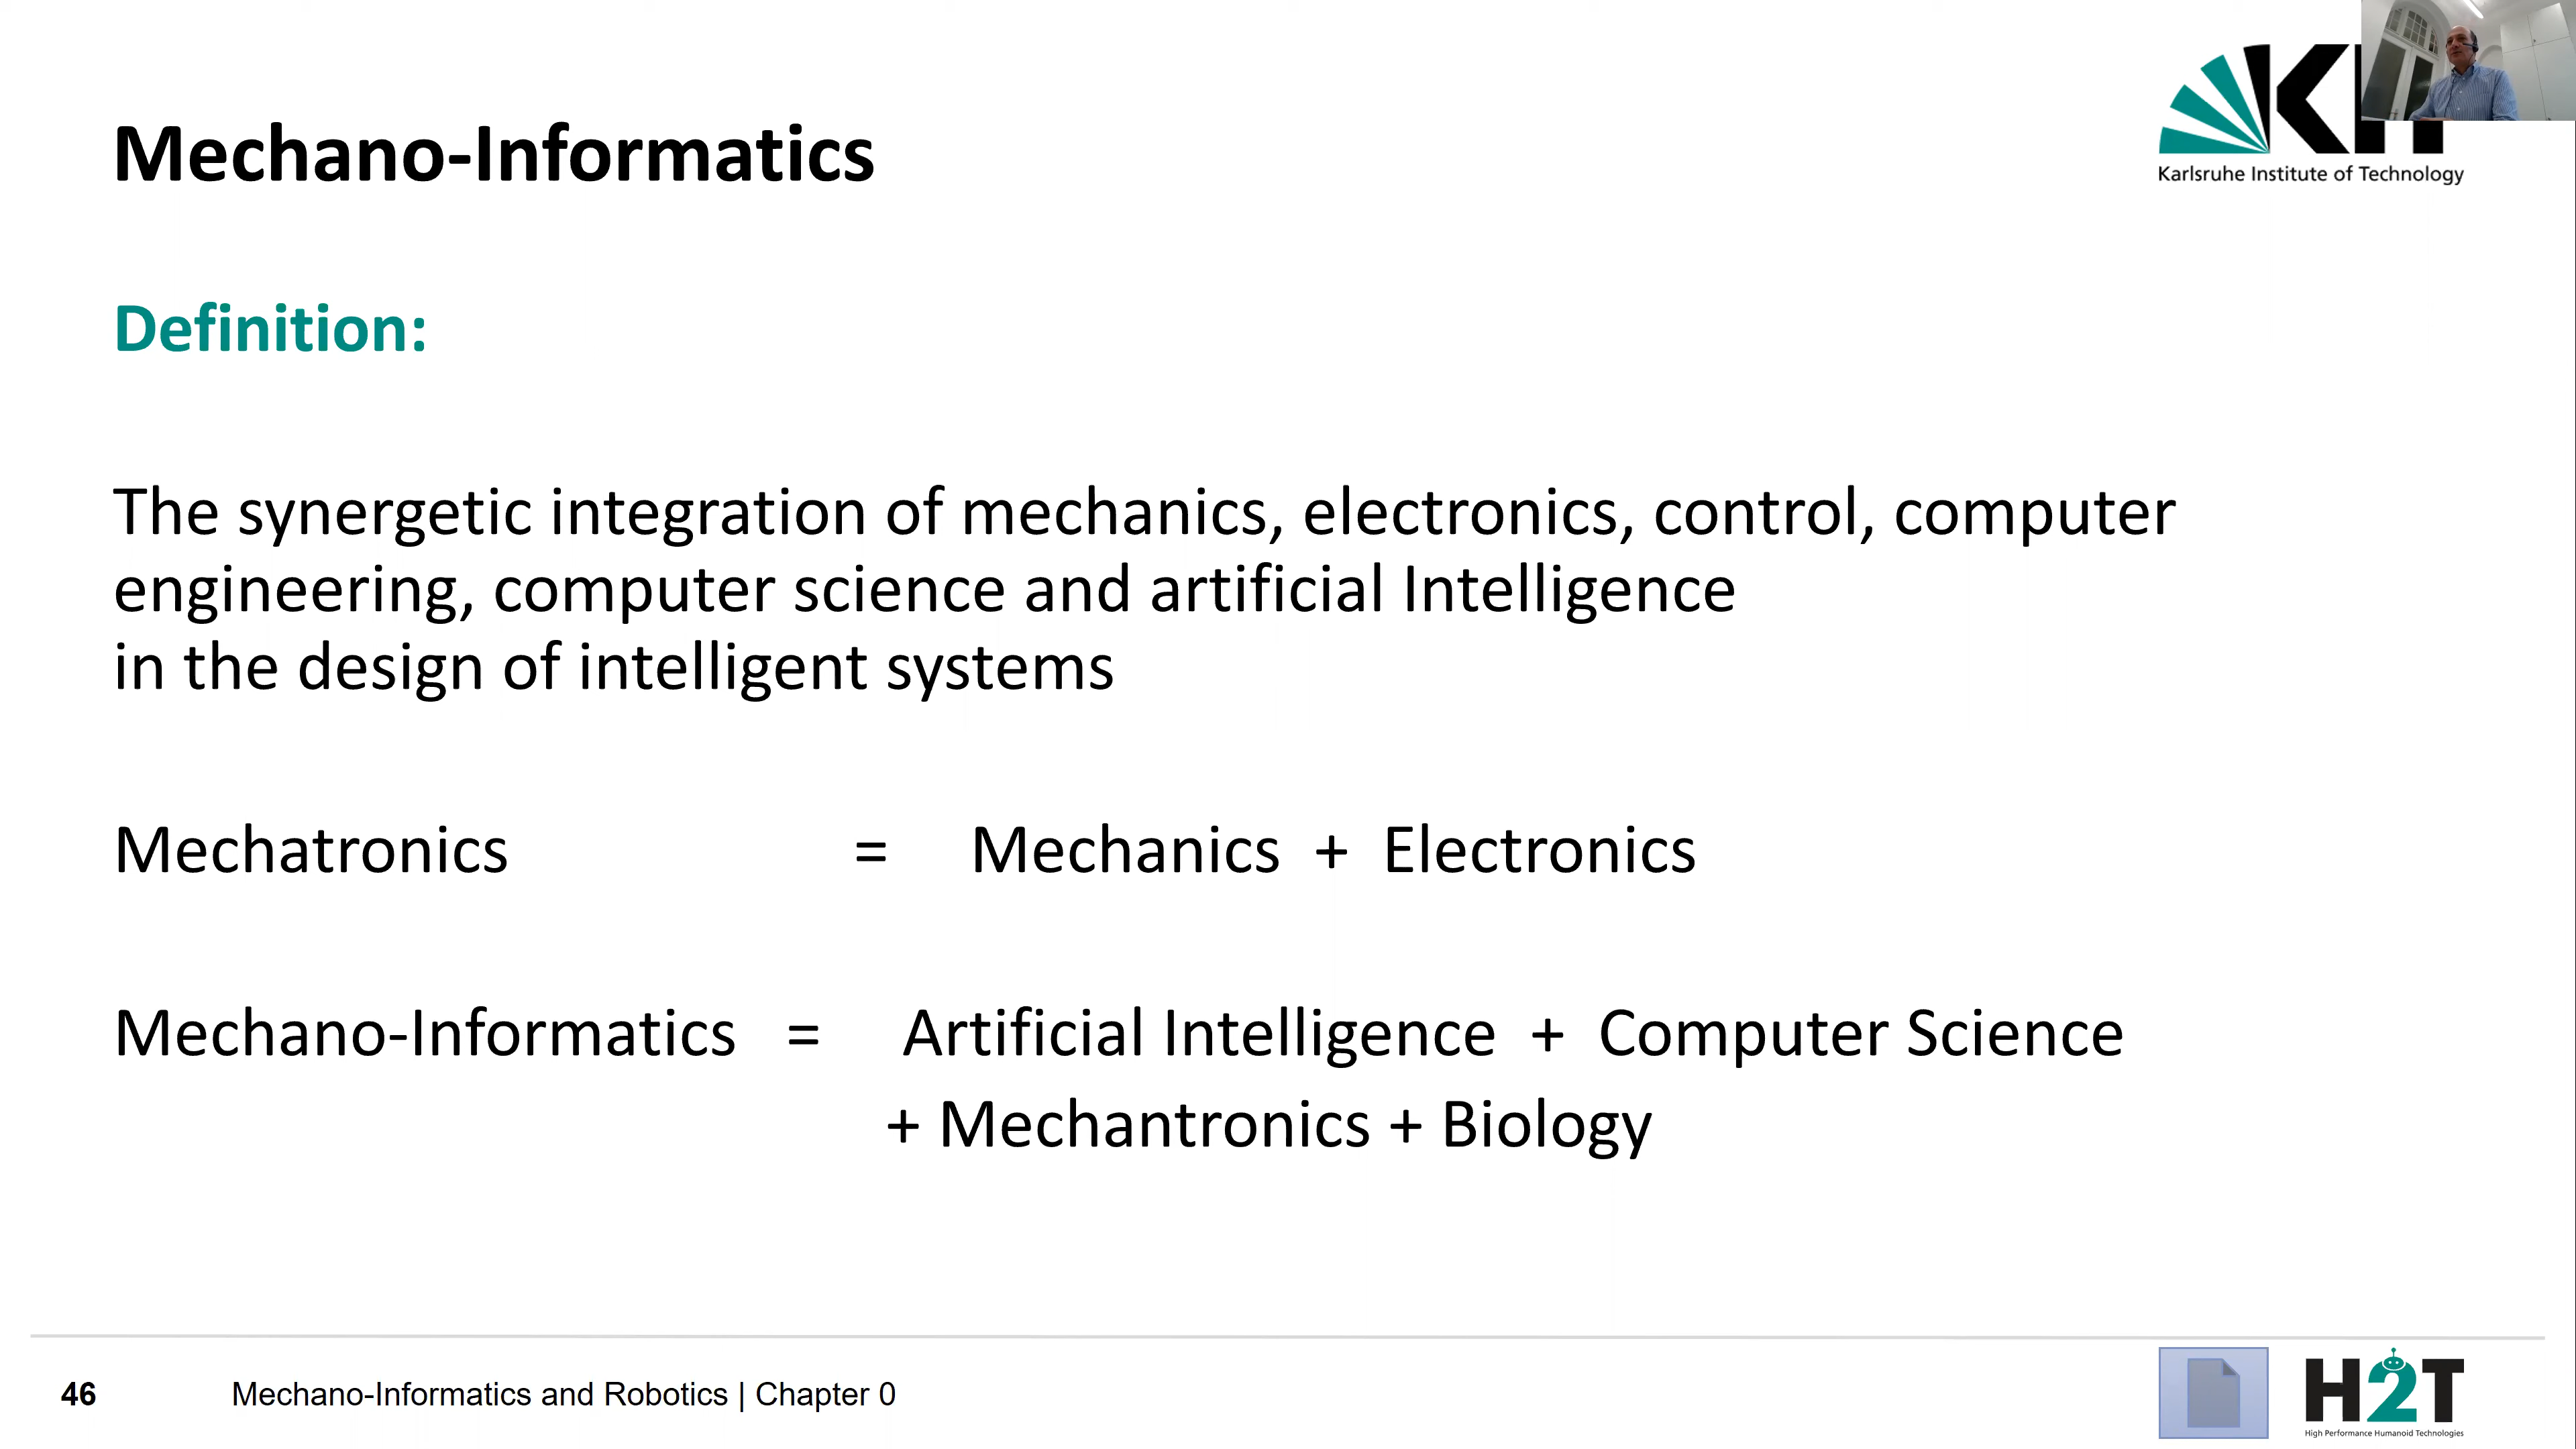 Mechano-Informatics
Karlsruhe Institute of Technology
Definition:
The synergetic integration of mechanics, electronics, control, computer
engineering, computer science and artificial Intelligence
in the design of intelligent systems
Mechatronics = Mechanics + Electronics
Mechano-Informatics = Artificial Intelligence + Computer Science
+ Mechantronics + Biology
46 Mechano-Informatics and Robotics | Chapter 0
H2T
High Performance Humanoid Technologies